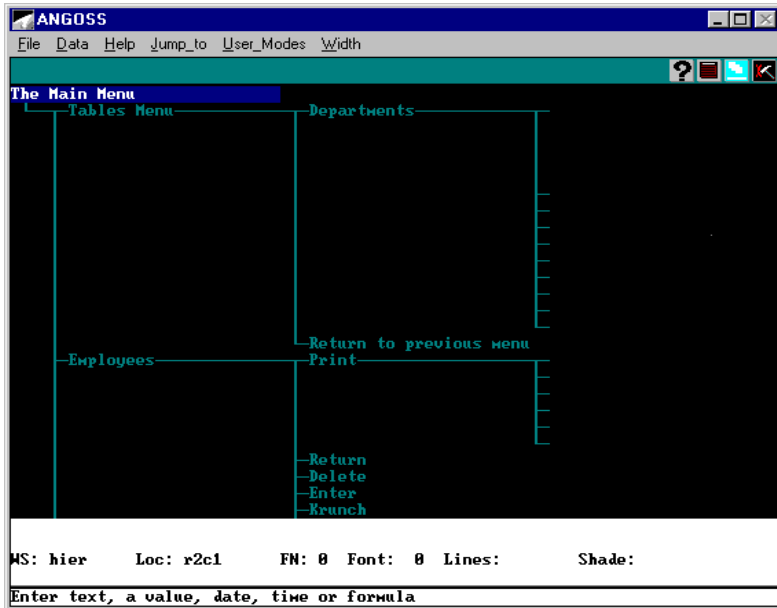 ANGOSS
File Data Help Jump_to User_Modes Width
The Main Menu
Tables Menu Departments
Return to previous menu
Employees Print
Return
Delete
Enter
Krunch
WS: hier Loc: r2c1 FN: 0 Font: 0 Lines: Shade:
Enter text, a value, date, time or formula